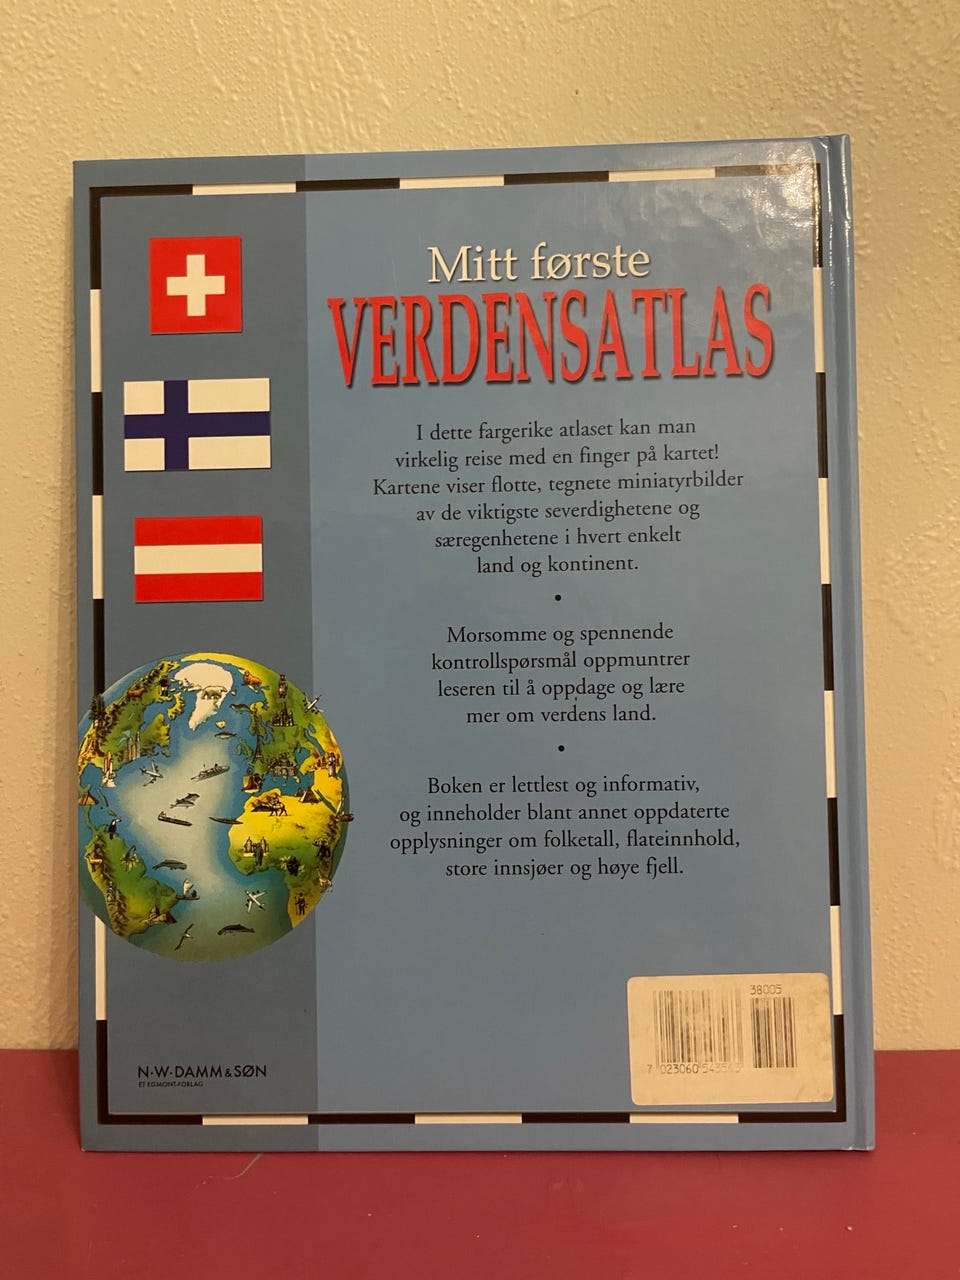 Mitt første
VERDENSATLAS
I dette fargerike atlaset kan man
virkelig reise med en finger på kartet!
Kartene viser flotte, tegnete miniatyrbilder
av de viktigste severdighetene og
særegenhetene i hvert enkelt
land og kontinent.
•
Morsomme og spennende
kontrollspørsmål oppmuntrer
leseren til å oppdage og lære
mer om verdens land.
•
Boken er lettlest og informativ,
og inneholder blant annet oppdaterte
opplysninger om folketall, flateinnhold,
store innsjøer og høye fjell.
N·W·DAMM & SØN
ET EGMONT-FORLAG
38005
7 023060